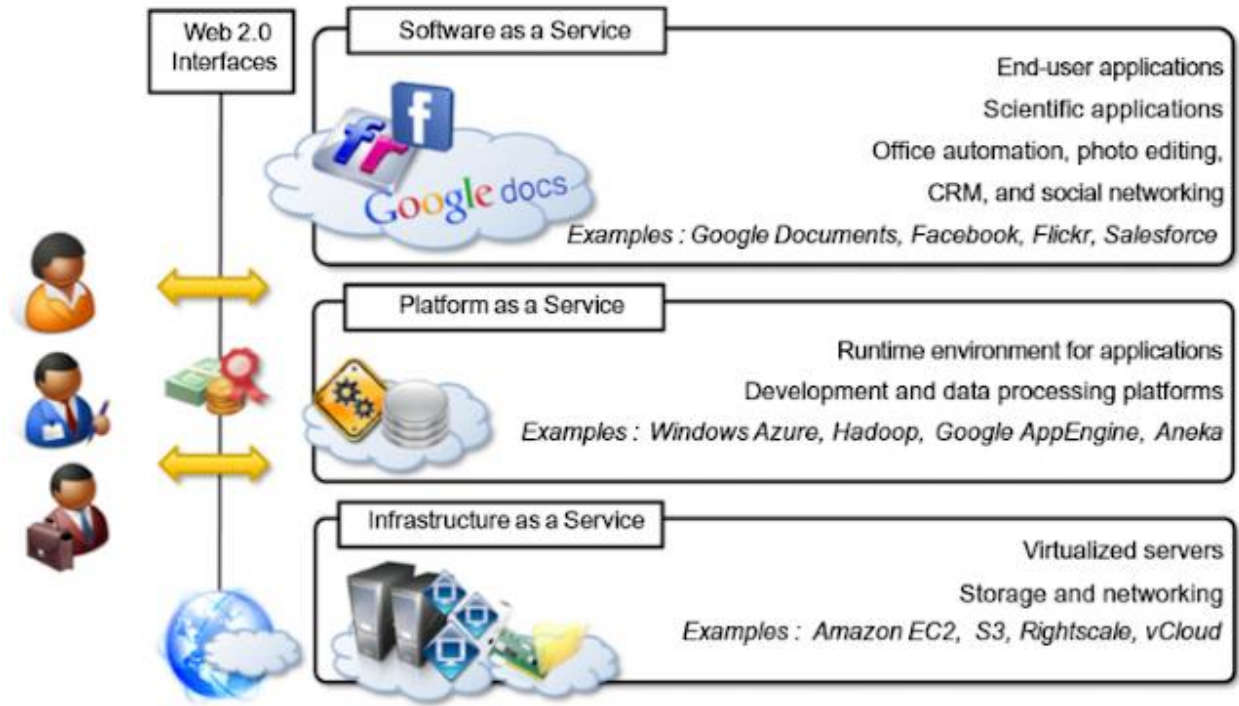 Web 2.0
Interfaces
Software as a Service
End-user applications
Scientific applications
Office automation, photo editing,
CRM, and social networking
Examples : Google Documents, Facebook, Flickr, Salesforce
fr
f
Google docs
Platform as a Service
Runtime environment for applications
Development and data processing platforms
Examples : Windows Azure, Hadoop, Google AppEngine, Aneka
Infrastructure as a Service
Virtualized servers
Storage and networking
Examples : Amazon EC2, S3, Rightscale, vCloud